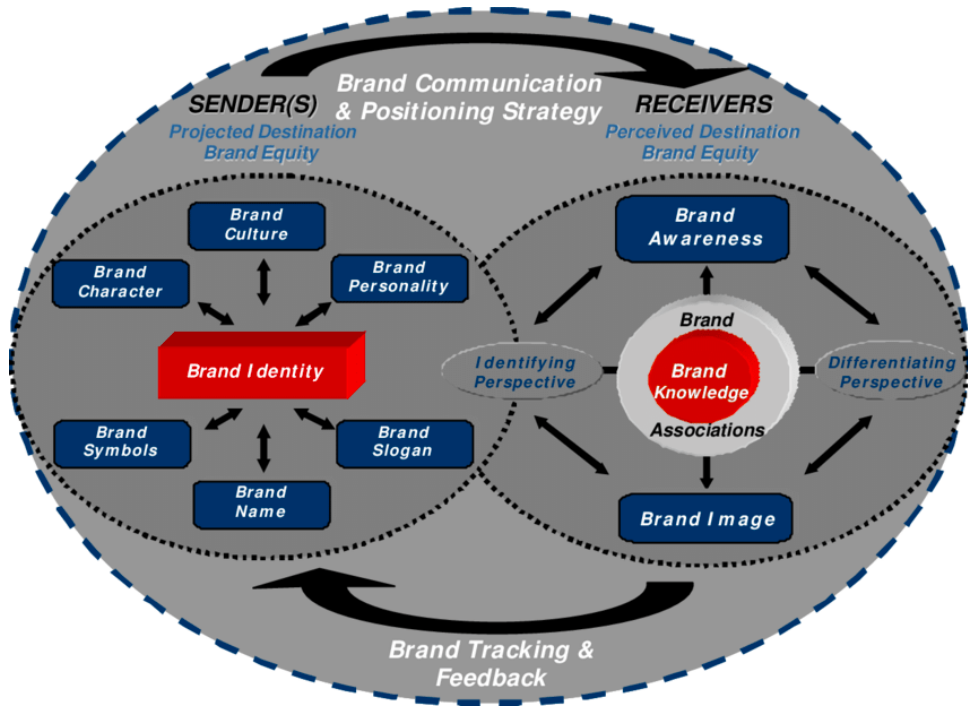 Brand Communication
& Positioning Strategy
SENDER(S)
Projected Destination
Brand Equity
RECEIVERS
Perceived Destination
Brand Equity
Brand
Culture
Brand
Character
Brand
Personality
Brand Identity
Brand
Symbols
Brand
Slogan
Brand
Name
Brand
Awareness
Identifying
Perspective
Brand
Brand
Knowledge
Associations
Differentiating
Perspective
Brand Image
Brand Tracking &
Feedback